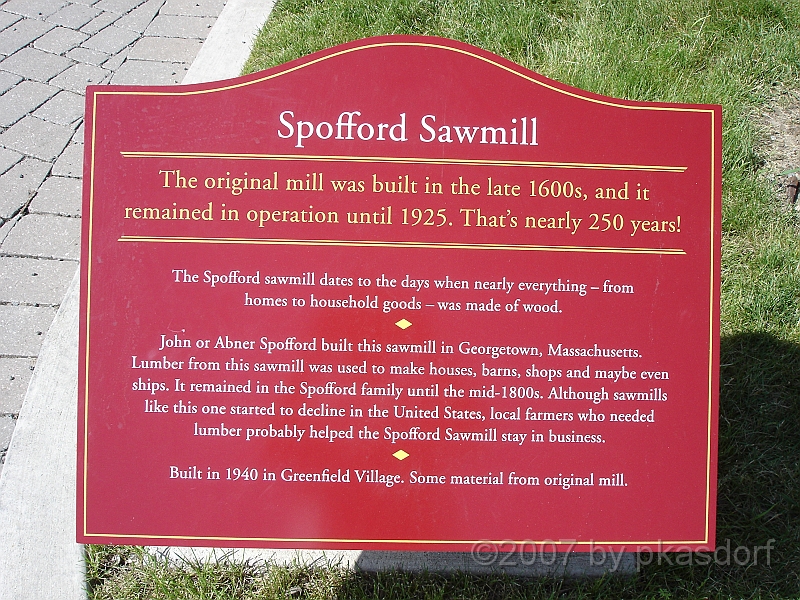 Spofford Sawmill
The original mill was built in the late 1600s, and it
remained in operation until 1925. That's nearly 250 years!
The Spofford sawmill dates to the days when nearly everything – from
homes to household goods – was made of wood.
John or Abner Spofford built this sawmill in Georgetown, Massachusetts.
Lumber from this sawmill was used to make houses, barns, shops and maybe even
ships. It remained in the Spofford family until the mid-1800s. Although sawmills
like this one started to decline in the United States, local farmers who needed
lumber probably helped the Spofford Sawmill stay in business.
Built in 1940 in Greenfield Village. Some material from original mill.
©2007 by pkasdorf